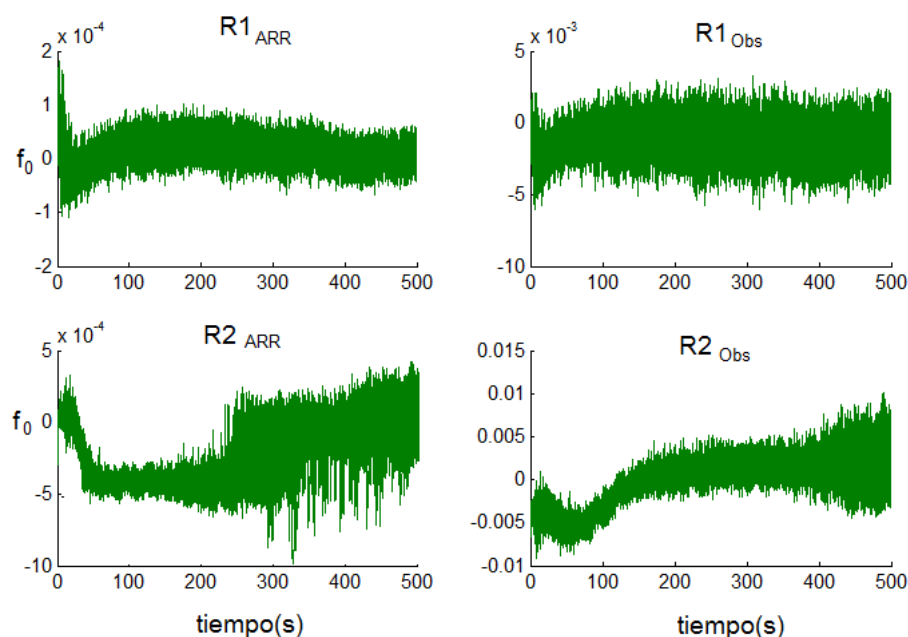 R1 ARR
x 10-4
2
1
f0 0
-1
-2
0 100 200 300 400 500
R1 Obs
x 10-3
5
0
-5
-10
0 100 200 300 400 500
R2 ARR
x 10-4
5
f0 0
-5
-10
0 100 200 300 400 500
tiempo(s)
R2 Obs
0.015
0.01
0.005
0
-0.005
-0.01
0 100 200 300 400 500
tiempo(s)